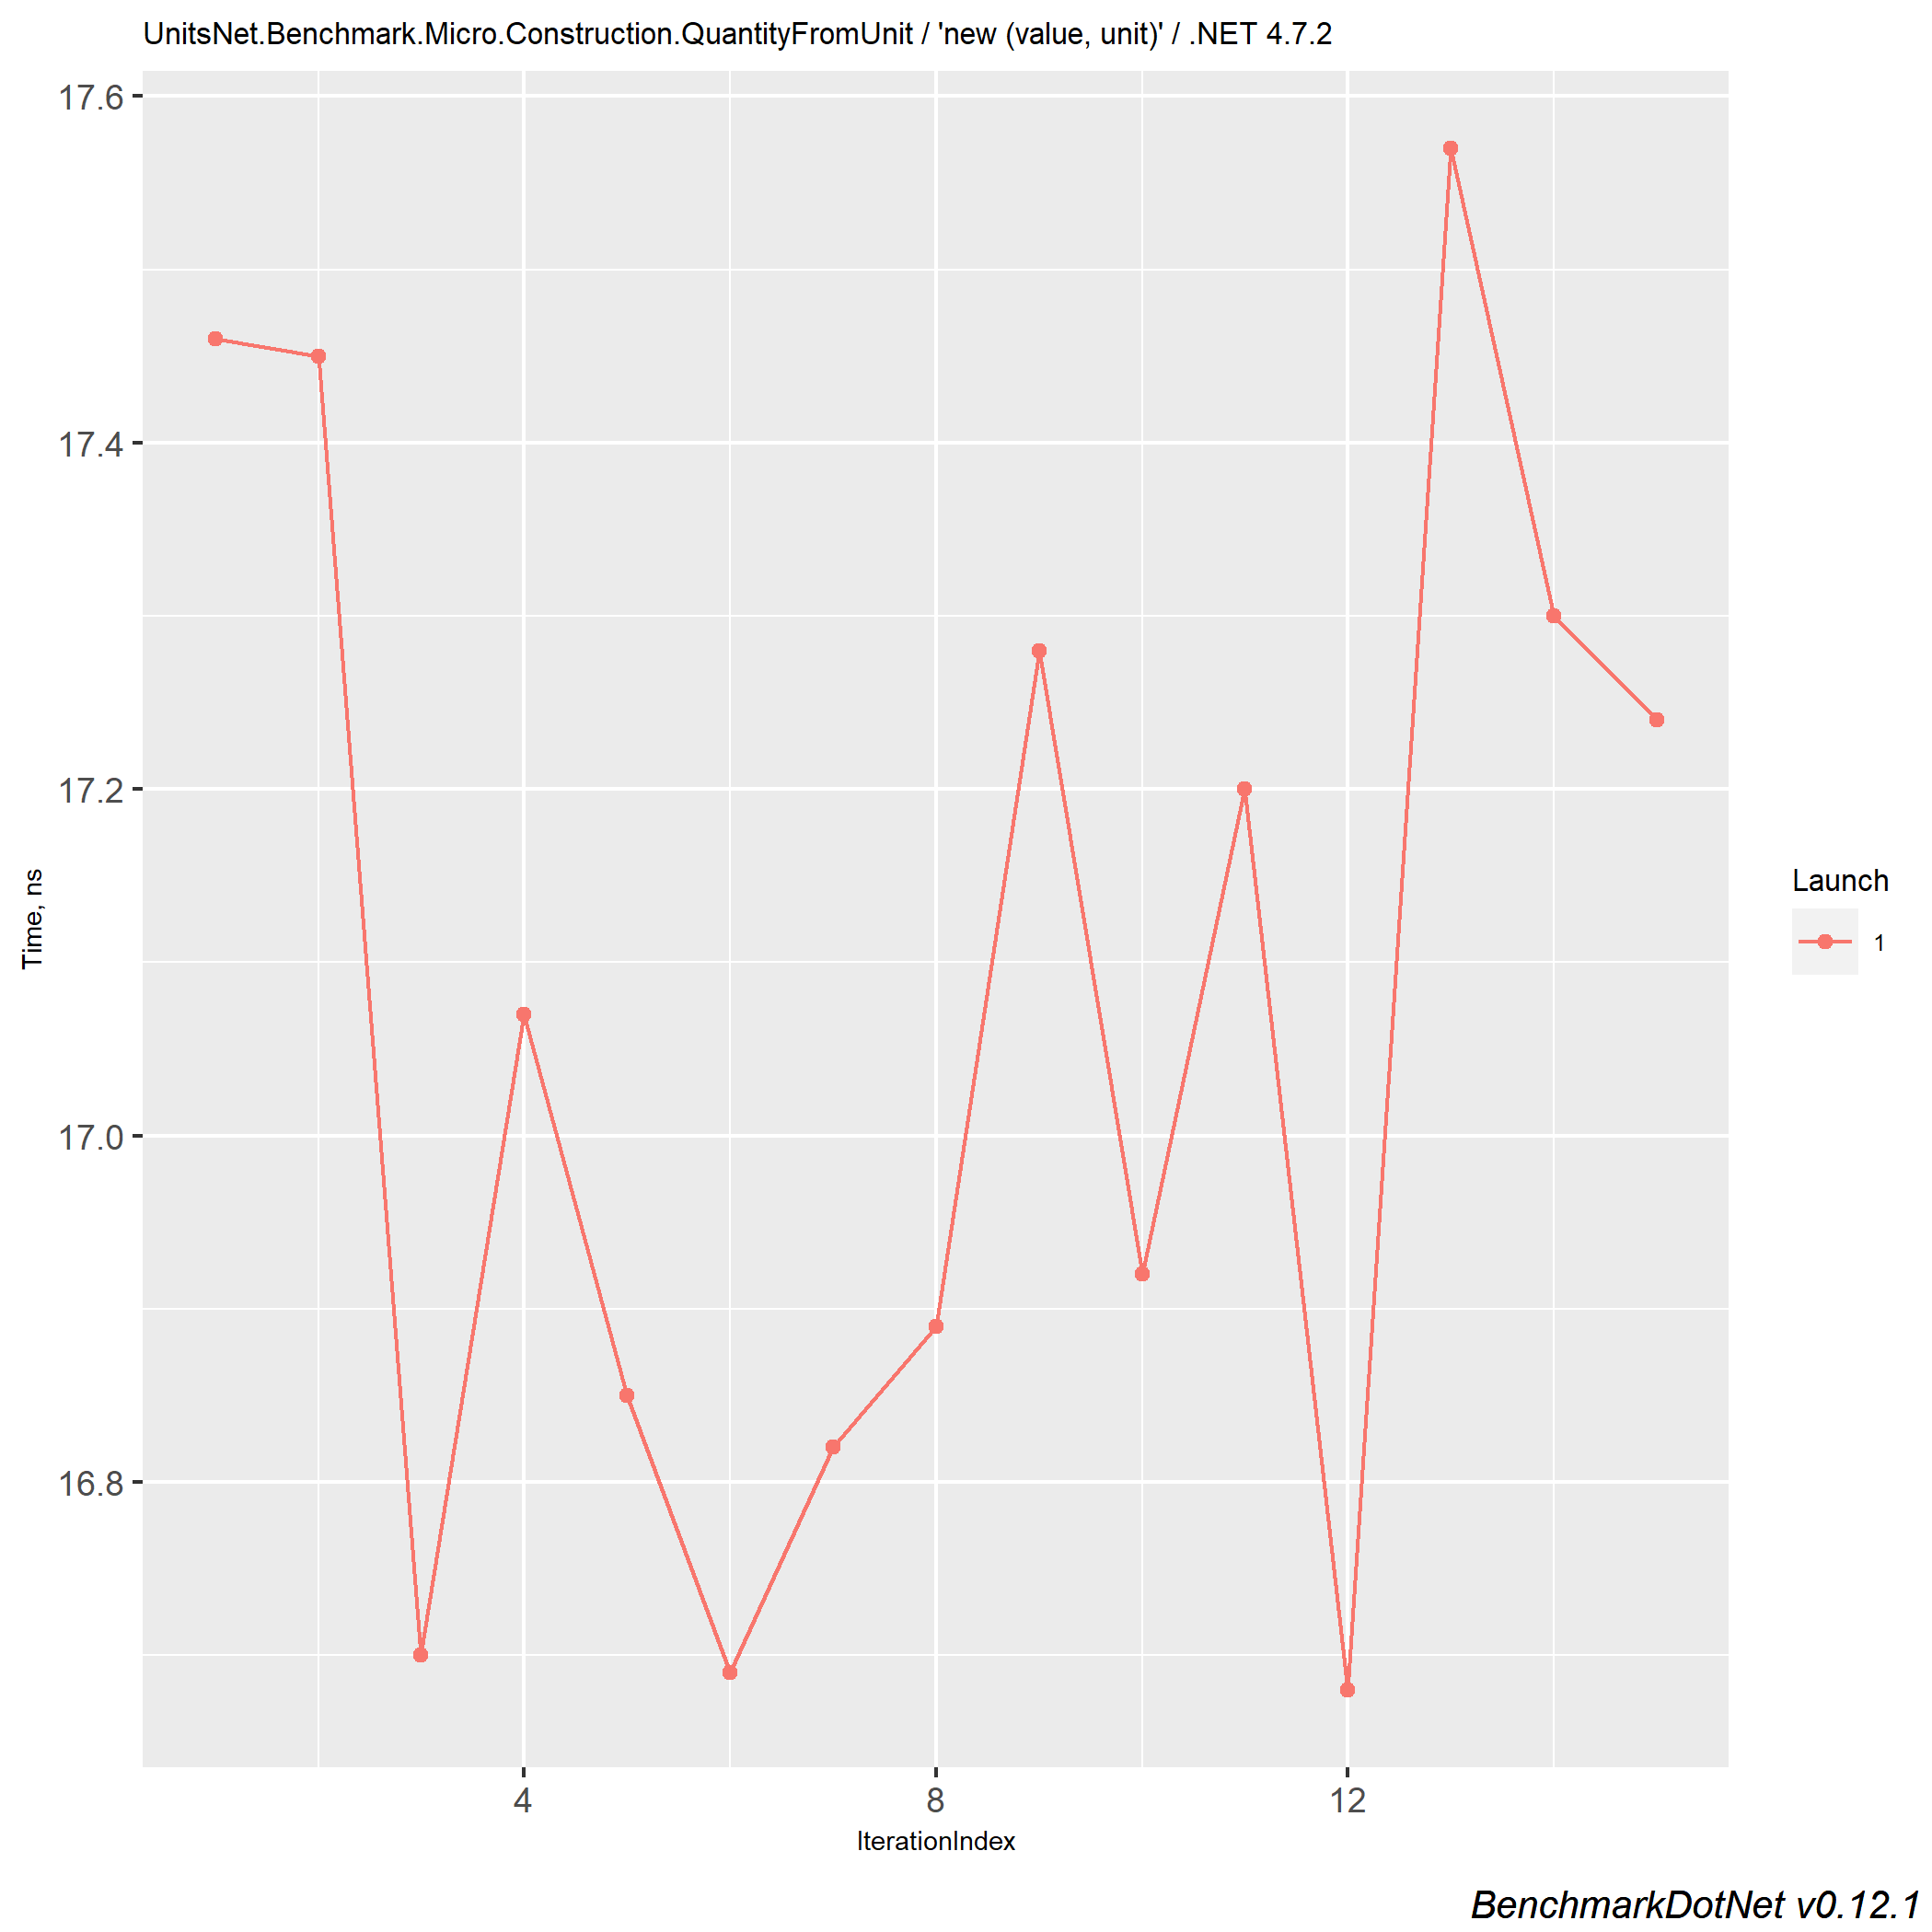 UnitsNet.Benchmark.Micro.Construction.QuantityFromUnit / 'new (value, unit)' / .NET 4.7.2
17.6
17.4
17.2
17.0
16.8
Time, ns
4
8
12
IterationIndex
Launch
1
BenchmarkDotNet v0.12.1